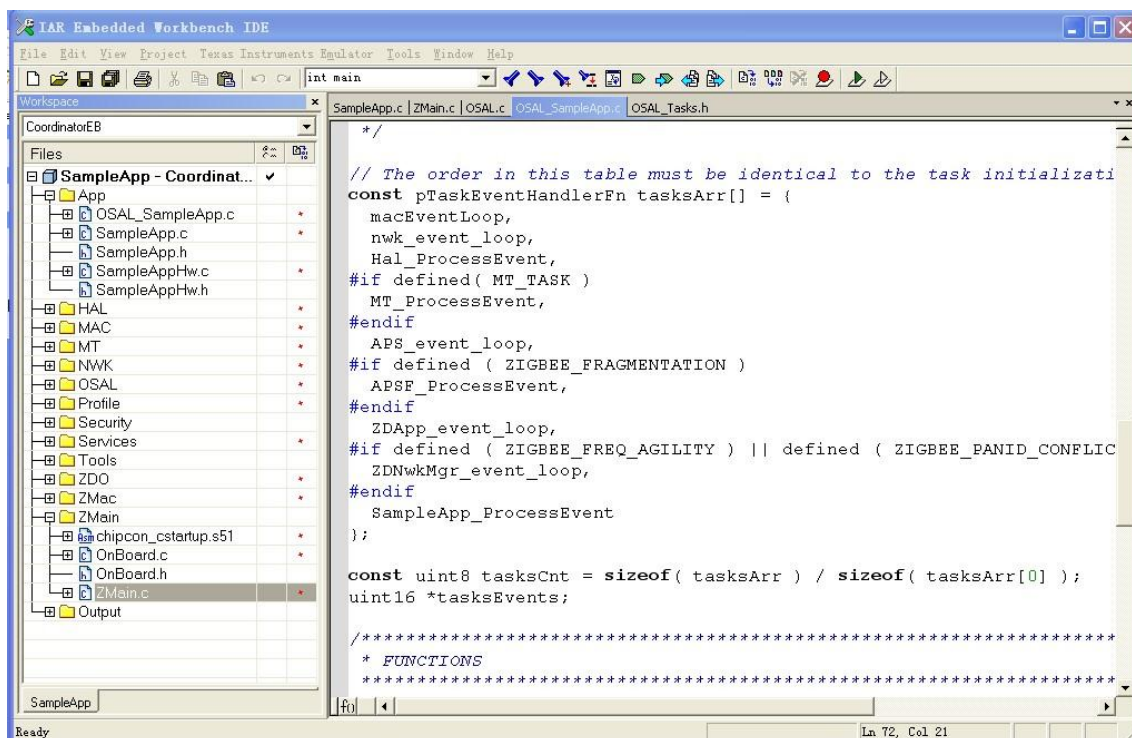 IAR Embedded Workbench IDE
File Edit View Project Texas Instruments Emulator Tools Window Help
int main
Workspace
CoordinatorEB
Files
SampleApp - Coordinat...
App
OSAL_SampleApp.c
SampleApp.c
SampleApp.h
SampleAppHw.c
SampleAppHw.h
HAL
MAC
MT
NWK
OSAL
Profile
Security
Services
Tools
ZDO
ZMac
ZMain
chipcon_cstartup.s51
OnBoard.c
OnBoard.h
ZMain.c
Output
SampleApp
SampleApp.c | ZMain.c | OSAL.c OSAL_SampleApp.c OSAL_Tasks.h
*/
// The order in this table must be identical to the task initializati
const pTaskEventHandlerFn tasksArr[] = {
macEventLoop,
nwk_event_loop,
Hal_ProcessEvent,
#if defined( MT_TASK )
MT_ProcessEvent,
#endif
APS_event_loop,
#if defined ( ZIGBEE_FRAGMENTATION )
APSF_ProcessEvent,
#endif
ZDApp_event_loop,
#if defined ( ZIGBEE_FREQ_AGILITY ) || defined ( ZIGBEE_PANID_CONFLIC
ZDNwkMgr_event_loop,
#endif
SampleApp_ProcessEvent
};
const uint8 tasksCnt = sizeof( tasksArr ) / sizeof( tasksArr[0] );
uint16 *tasksEvents;
/*********************************************************************
* FUNCTIONS
*********************************************************************
Ready
Ln 72, Col 21